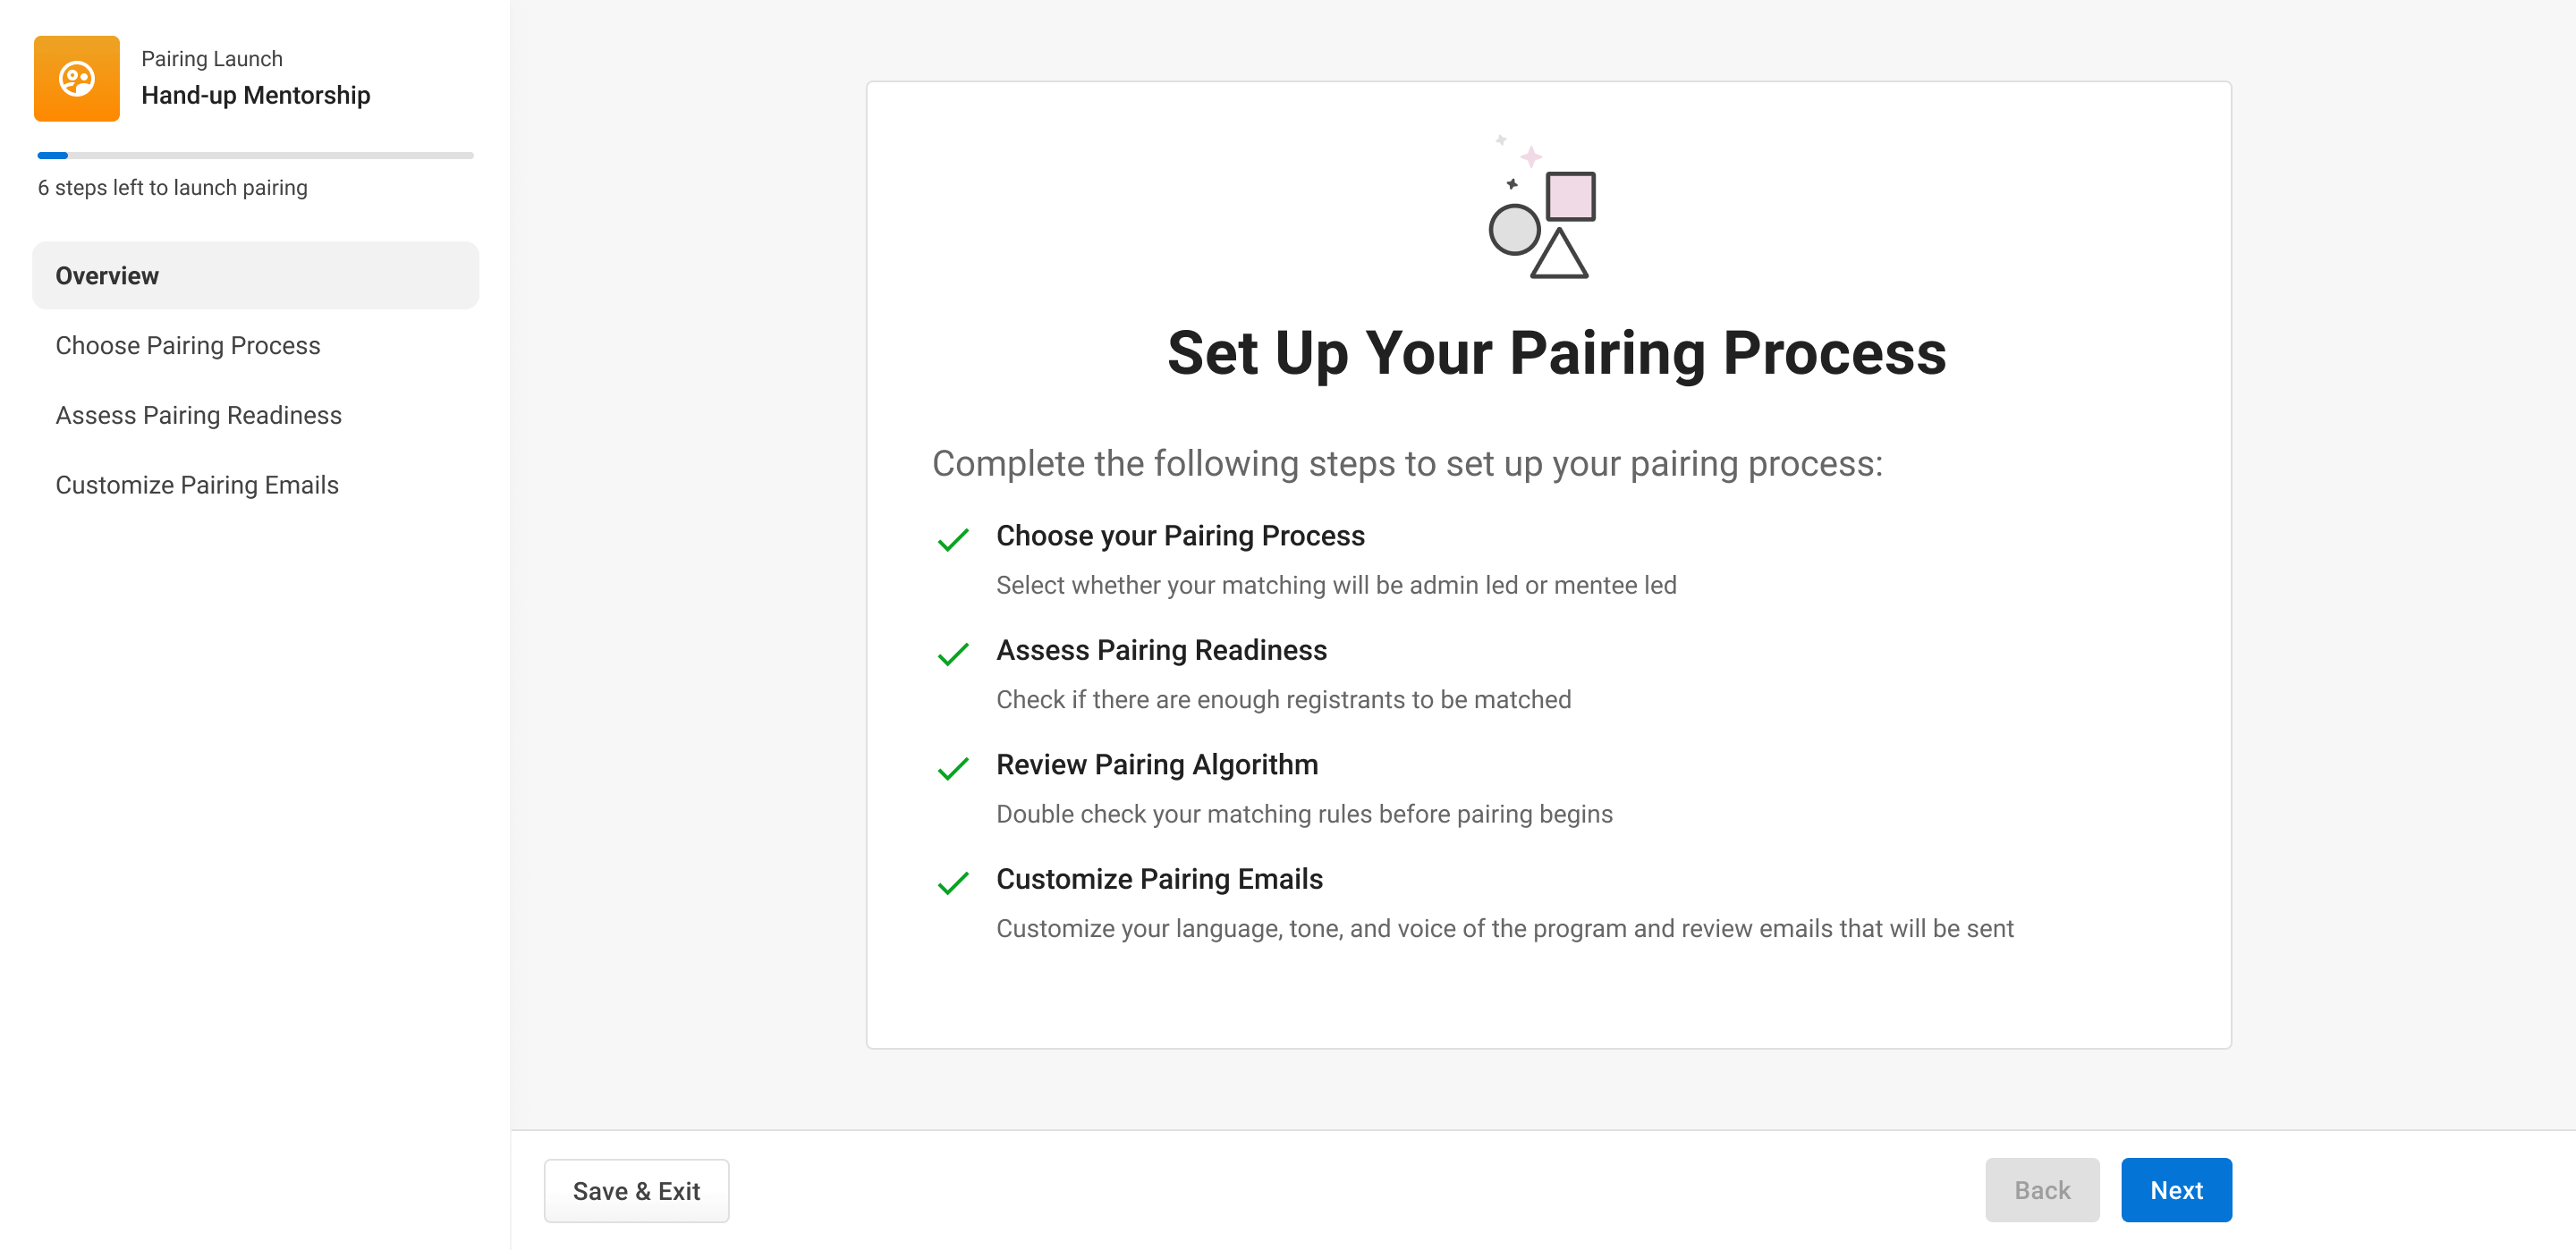 Pairing Launch
Hand-up Mentorship
6 steps left to launch pairing
Overview
Choose Pairing Process
Assess Pairing Readiness
Customize Pairing Emails
Set Up Your Pairing Process
Complete the following steps to set up your pairing process:
Choose your Pairing Process
Select whether your matching will be admin led or mentee led
Assess Pairing Readiness
Check if there are enough registrants to be matched
Review Pairing Algorithm
Double check your matching rules before pairing begins
Customize Pairing Emails
Customize your language, tone, and voice of the program and review emails that will be sent
Save & Exit
Back
Next